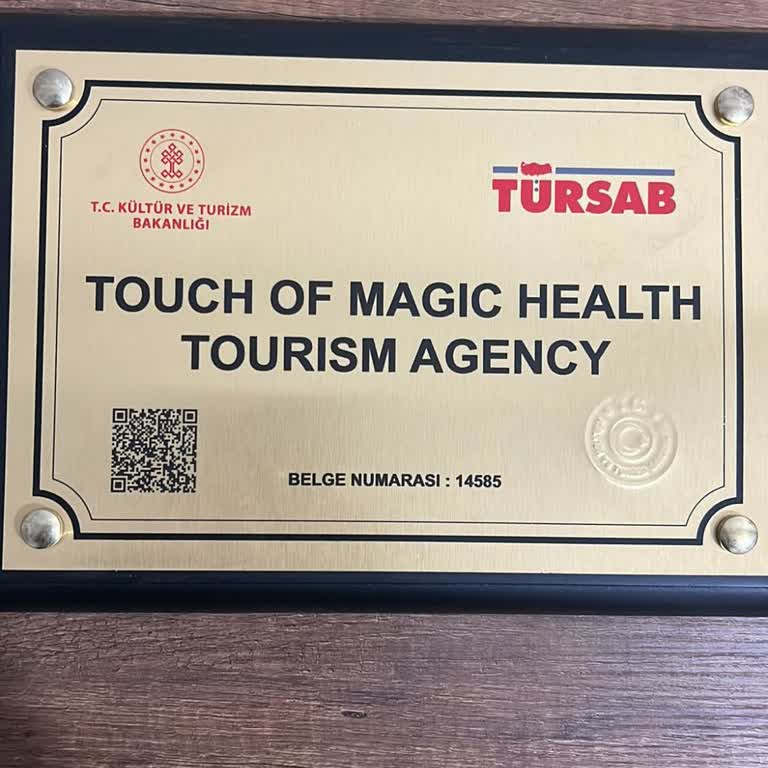 T.C. KÜLTÜR VE TURİZM
BAKANLIĞI
TÜRSAB
TOUCH OF MAGIC HEALTH
TOURISM AGENCY
BELGE NUMARASI : 14585